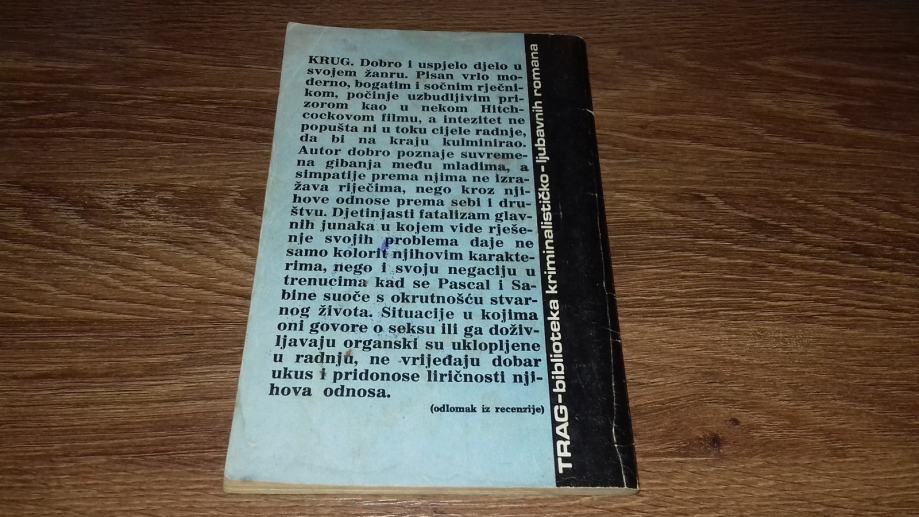 KRUG. Dobro i uspjelo djelo u
svojem žanru. Pisan vrlo mo-
derno, bogatim i sočnim rječni-
kom, počinje uzbudljivim pri-
zorom kao u nekom Hitch-
cockovom filmu, a intezitet ne
popušta ni u toku cijele radnje,
da bi na kraju kulminirao.
Autor dobro poznaje suvreme-
na gibanja među mladima, a
simpatije prema njima ne izra-
žava riječima, nego kroz nji-
hove odnose prema sebi i dru-
štvu. Djetinjasti fatalizam glav-
nih junaka u kojem vide rješe-
nje svojih problema daje ne
samo kolorit njihovim karakte-
rima, nego i svoju negaciju u
trenucima kad se Pascal i Sa-
bine suoče s okrutnošću stvar-
nog života. Situacije u kojima
oni govore o seksu ili ga doživ-
ljavaju organski su uklopljene
u radnju, ne vrijeđaju dobar
ukus i pridonose liričnosti nji-
hova odnosa.
(odlomak iz recenzije)
TRAG-biblioteka kriminalističko-ljubavnih romana